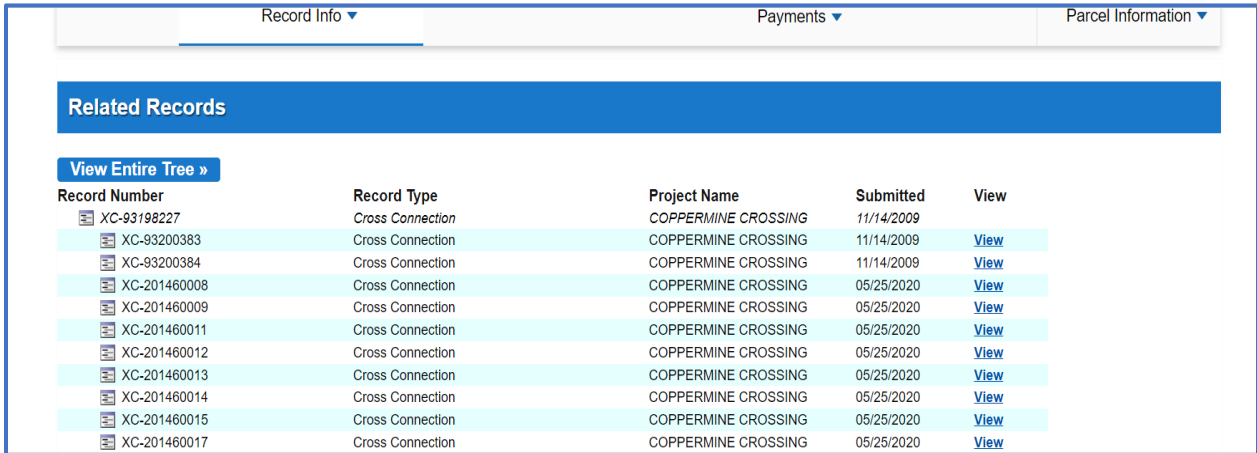 Record Info ▼ Payments ▼ Parcel Information ▼
Related Records
View Entire Tree »
Record Number Record Type Project Name Submitted View
XC-93198227 Cross Connection COPPERMINE CROSSING 11/14/2009
XC-93200383 Cross Connection COPPERMINE CROSSING 11/14/2009 View
XC-93200384 Cross Connection COPPERMINE CROSSING 11/14/2009 View
XC-201460008 Cross Connection COPPERMINE CROSSING 05/25/2020 View
XC-201460009 Cross Connection COPPERMINE CROSSING 05/25/2020 View
XC-201460011 Cross Connection COPPERMINE CROSSING 05/25/2020 View
XC-201460012 Cross Connection COPPERMINE CROSSING 05/25/2020 View
XC-201460013 Cross Connection COPPERMINE CROSSING 05/25/2020 View
XC-201460014 Cross Connection COPPERMINE CROSSING 05/25/2020 View
XC-201460015 Cross Connection COPPERMINE CROSSING 05/25/2020 View
XC-201460017 Cross Connection COPPERMINE CROSSING 05/25/2020 View